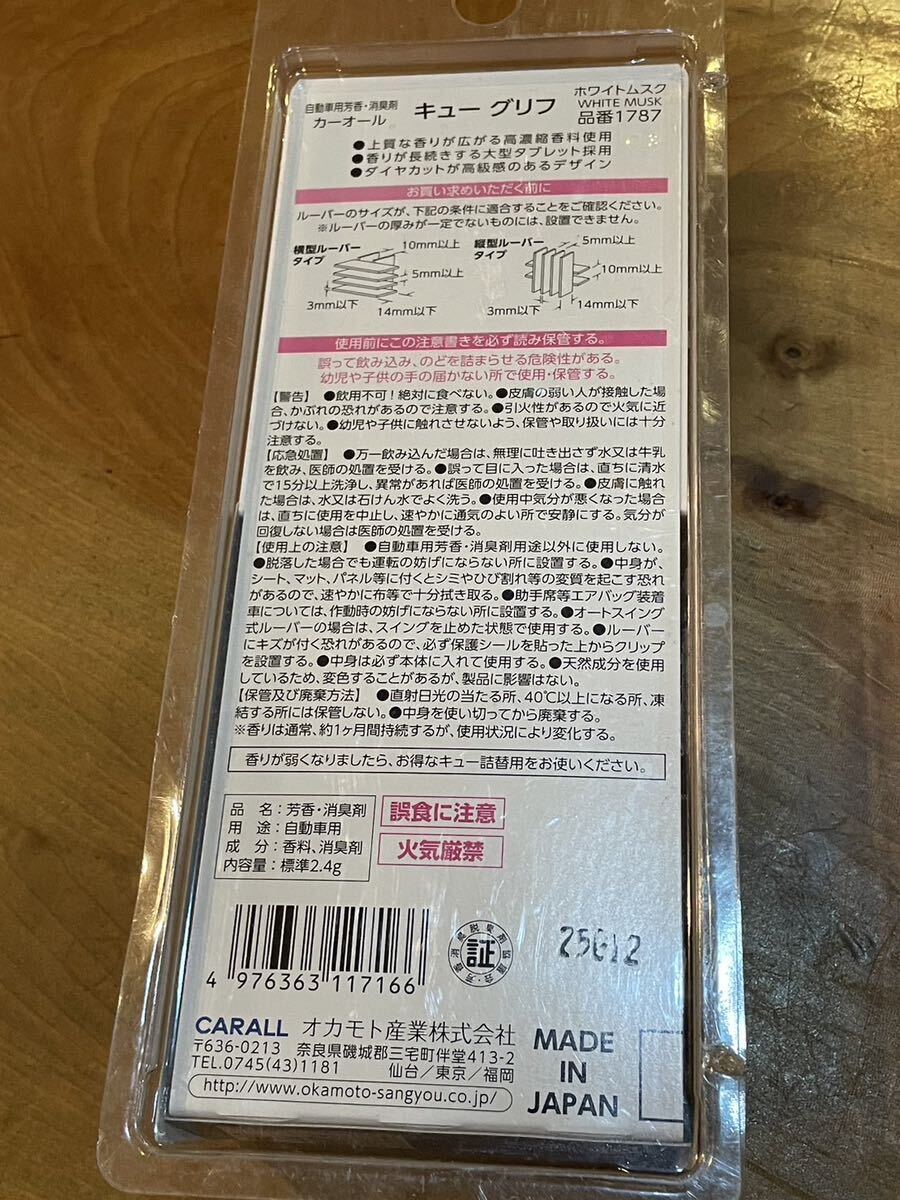 自動車用芳香・消臭剤
カーオール
キュー グリフ
ホワイトムスク
WHITE MUSK
品番1787
●上質な香りが広がる高濃縮香料使用
●香りが長続きする大型タブレット採用
●ダイヤカットが高級感のあるデザイン
お買い求めいただく前に
ルーバーのサイズが、下記の条件に適合することをご確認ください。
※ルーバーの厚みが一定でないものには、設置できません。
横型ルーバー
タイプ
10mm以上
5mm以上
3mm以下
14mm以下
縦型ルーバー
タイプ
5mm以上
10mm以上
3mm以下
14mm以下
使用前にこの注意書きを必ず読み保管する。
誤って飲み込み、のどを詰まらせる危険性がある。
幼児や子供の手の届かない所で使用・保管する。
【警告】 ●飲用不可!絶対に食べない。●皮膚の弱い人が接触した場
合、かぶれの恐れがあるので注意する。●引火性があるので火気に近
づけない。●幼児や子供に触れさせないよう、保管や取り扱いには十分
注意する。
【応急処置】 ●万一飲み込んだ場合は、無理に吐き出さず水又は牛乳
を飲み、医師の処置を受ける。●誤って目に入った場合は、直ちに清水
で15分以上洗浄し、異常があれば医師の処置を受ける。●皮膚に触れ
た場合は、水又は石けん水でよく洗う。●使用中気分が悪くなった場合
は、直ちに使用を中止し、速やかに通気のよい所で安静にする。気分が
回復しない場合は医師の処置を受ける。
【使用上の注意】 ●自動車用芳香・消臭剤用途以外に使用しない。
●脱落した場合でも運転の妨げにならない所に設置する。●中身が、
シート、マット、パネル等に付くとシミやひび割れ等の変質を起こす恐れ
があるので、速やかに布等で十分拭き取る。●助手席等エアバッグ装着
車については、作動時の妨げにならない所に設置する。●オートスイング
式ルーバーの場合は、スイングを止めた状態で使用する。●ルーバー
にキズが付く恐れがあるので、必ず保護シールを貼った上からクリップ
を設置する。●中身は必ず本体に入れて使用する。●天然成分を使用
しているため、変色することがあるが、製品に影響はない。
【保管及び廃棄方法】 ●直射日光の当たる所、40℃以上になる所、凍
結する所には保管しない。●中身を使い切ってから廃棄する。
※香りは通常、約1ヶ月間持続するが、使用状況により変化する。
香りが弱くなりましたら、お得なキュー詰替用をお使いください。
品 名:芳香・消臭剤
用 途:自動車用
成 分:香料、消臭剤
内容量:標準2.4g
誤食に注意
火気厳禁
4 976363 117166
証
25G12
CARALL オカモト産業株式会社
〒636-0213 奈良県磯城郡三宅町伴堂413-2
TEL.0745(43)1181 仙台/東京/福岡
http://www.okamoto-sangyou.co.jp/
MADE
IN
JAPAN